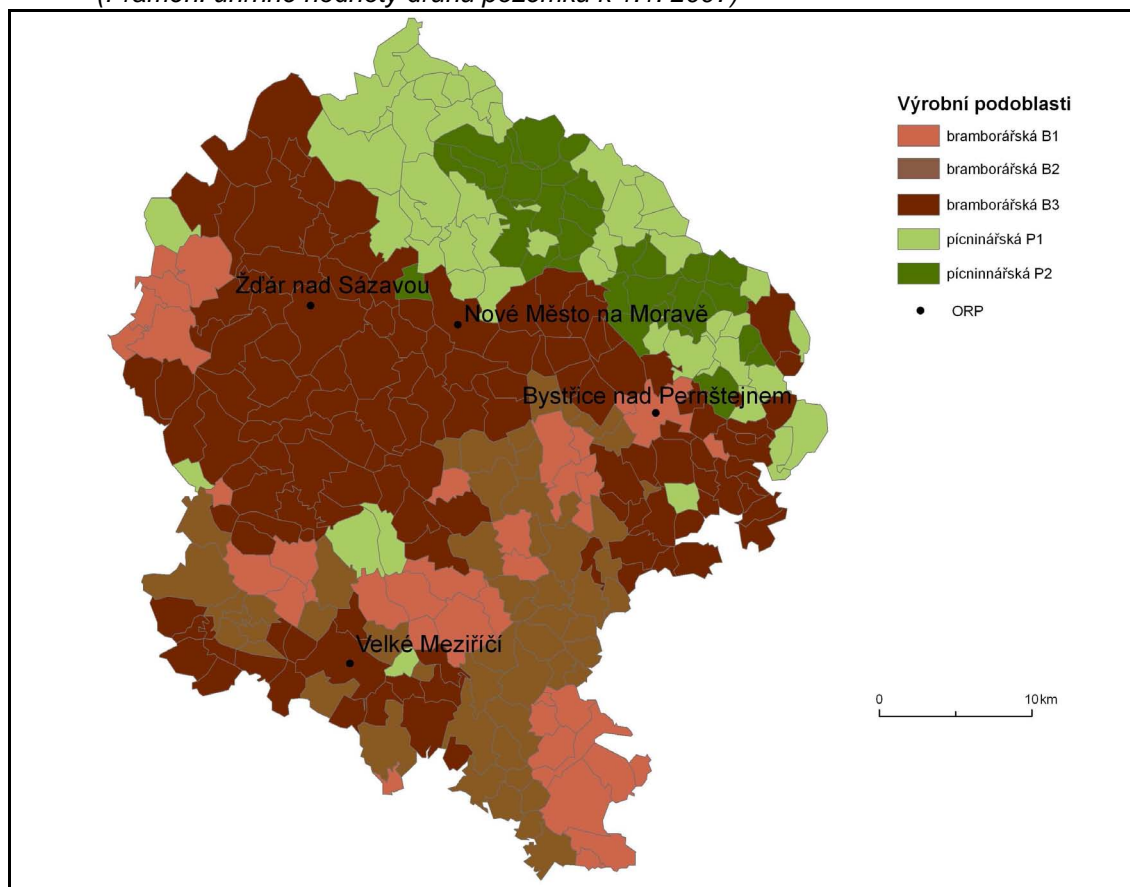 Výrobní podoblasti
bramborářská B1
bramborářská B2
bramborářská B3
pícninářská P1
pícninnářská P2
ORP
Žďár nad Sázavou
Nové Město na Moravě
Bystřice nad Pernštejnem
Velké Meziříčí
0 10km